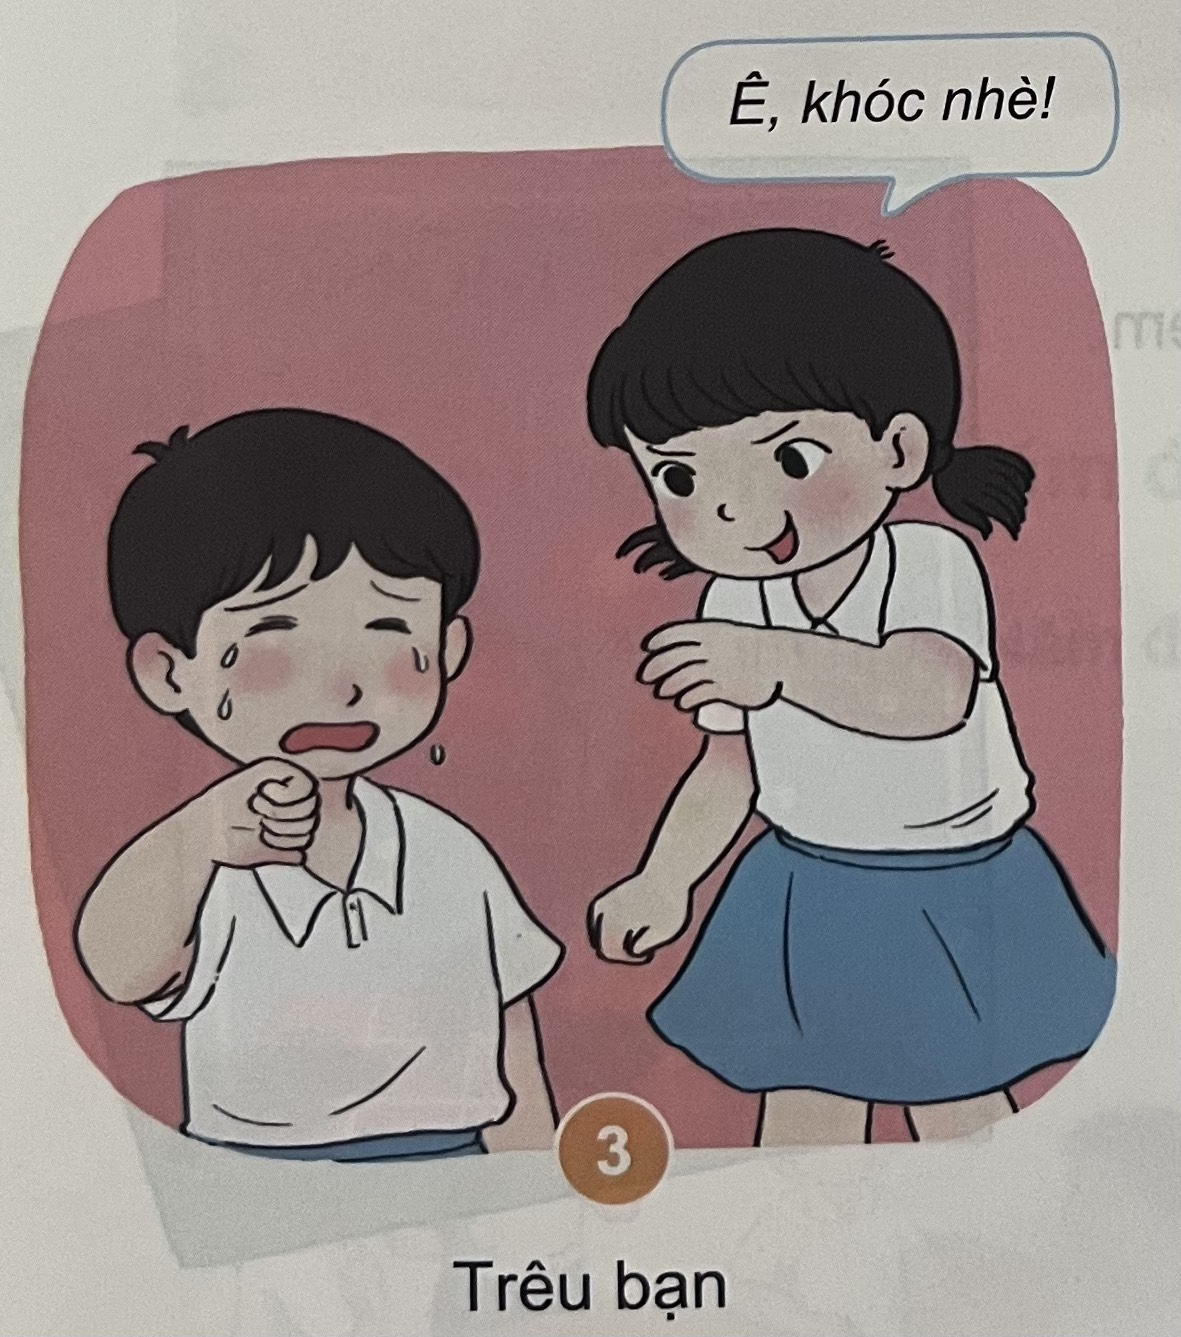 Ê, khóc nhè!
3
Trêu bạn